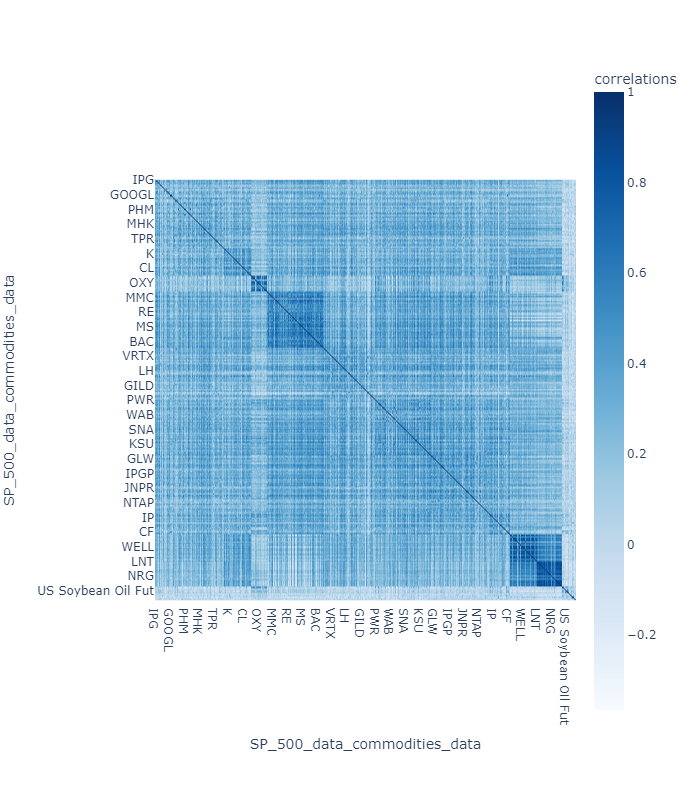 correlations
1
0.8
0.6
0.4
0.2
0
−0.2
SP_500_data_commodities_data
IPG
GOOGL
PHM
MHK
TPR
K
CL
OXY
MMC
RE
MS
BAC
VRTX
LH
GILD
PWR
WAB
SNA
KSU
GLW
IPGP
JNPR
NTAP
IP
CF
WELL
LNT
NRG
US Soybean Oil Fut
IPG
GOOGL
PHM
MHK
TPR
K
CL
OXY
MMC
RE
MS
BAC
VRTX
LH
GILD
PWR
WAB
SNA
KSU
GLW
IPGP
JNPR
NTAP
IP
CF
WELL
LNT
NRG
US Soybean Oil Fut
SP_500_data_commodities_data